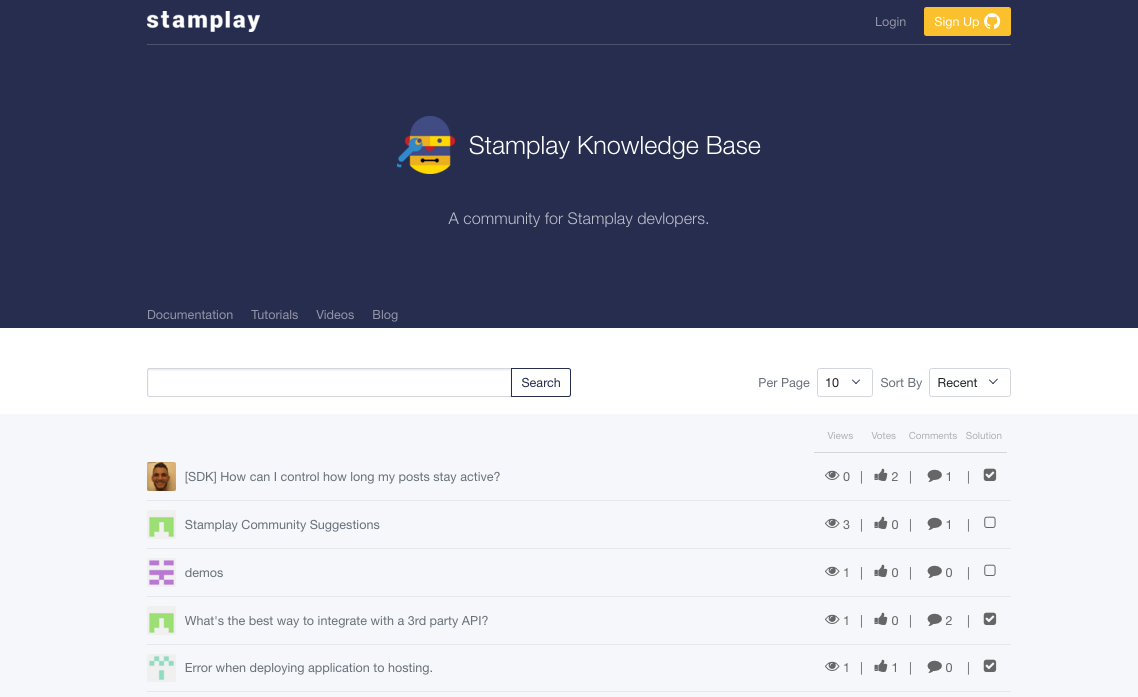 stamplay
Login
Sign Up
Stamplay Knowledge Base
A community for Stamplay devlopers.
Documentation Tutorials Videos Blog
Search
Per Page 10 Sort By Recent
Views Votes Comments Solution
[SDK] How can I control how long my posts stay active? 0 | 2 | 1 |
Stamplay Community Suggestions 3 | 0 | 1 |
demos 1 | 0 | 0 |
What's the best way to integrate with a 3rd party API? 1 | 0 | 2 |
Error when deploying application to hosting. 1 | 1 | 0 |